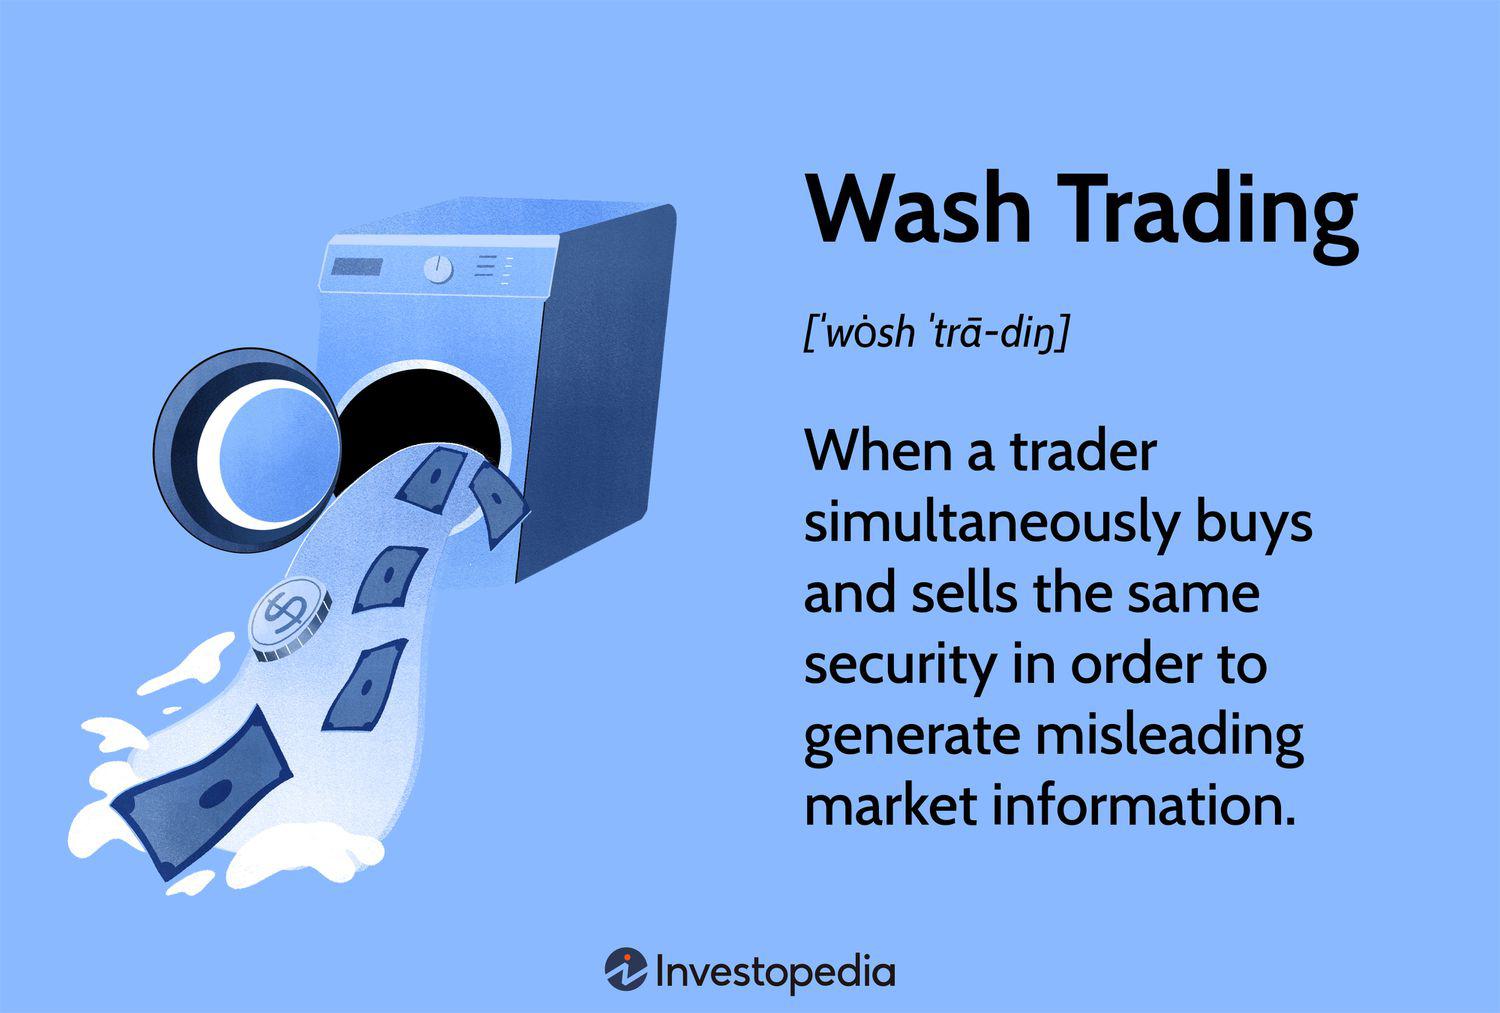 Wash Trading
[ˈwȯsh ˈtrā-diŋ]
When a trader
simultaneously buys
and sells the same
security in order to
generate misleading
market information.
$
Investopedia